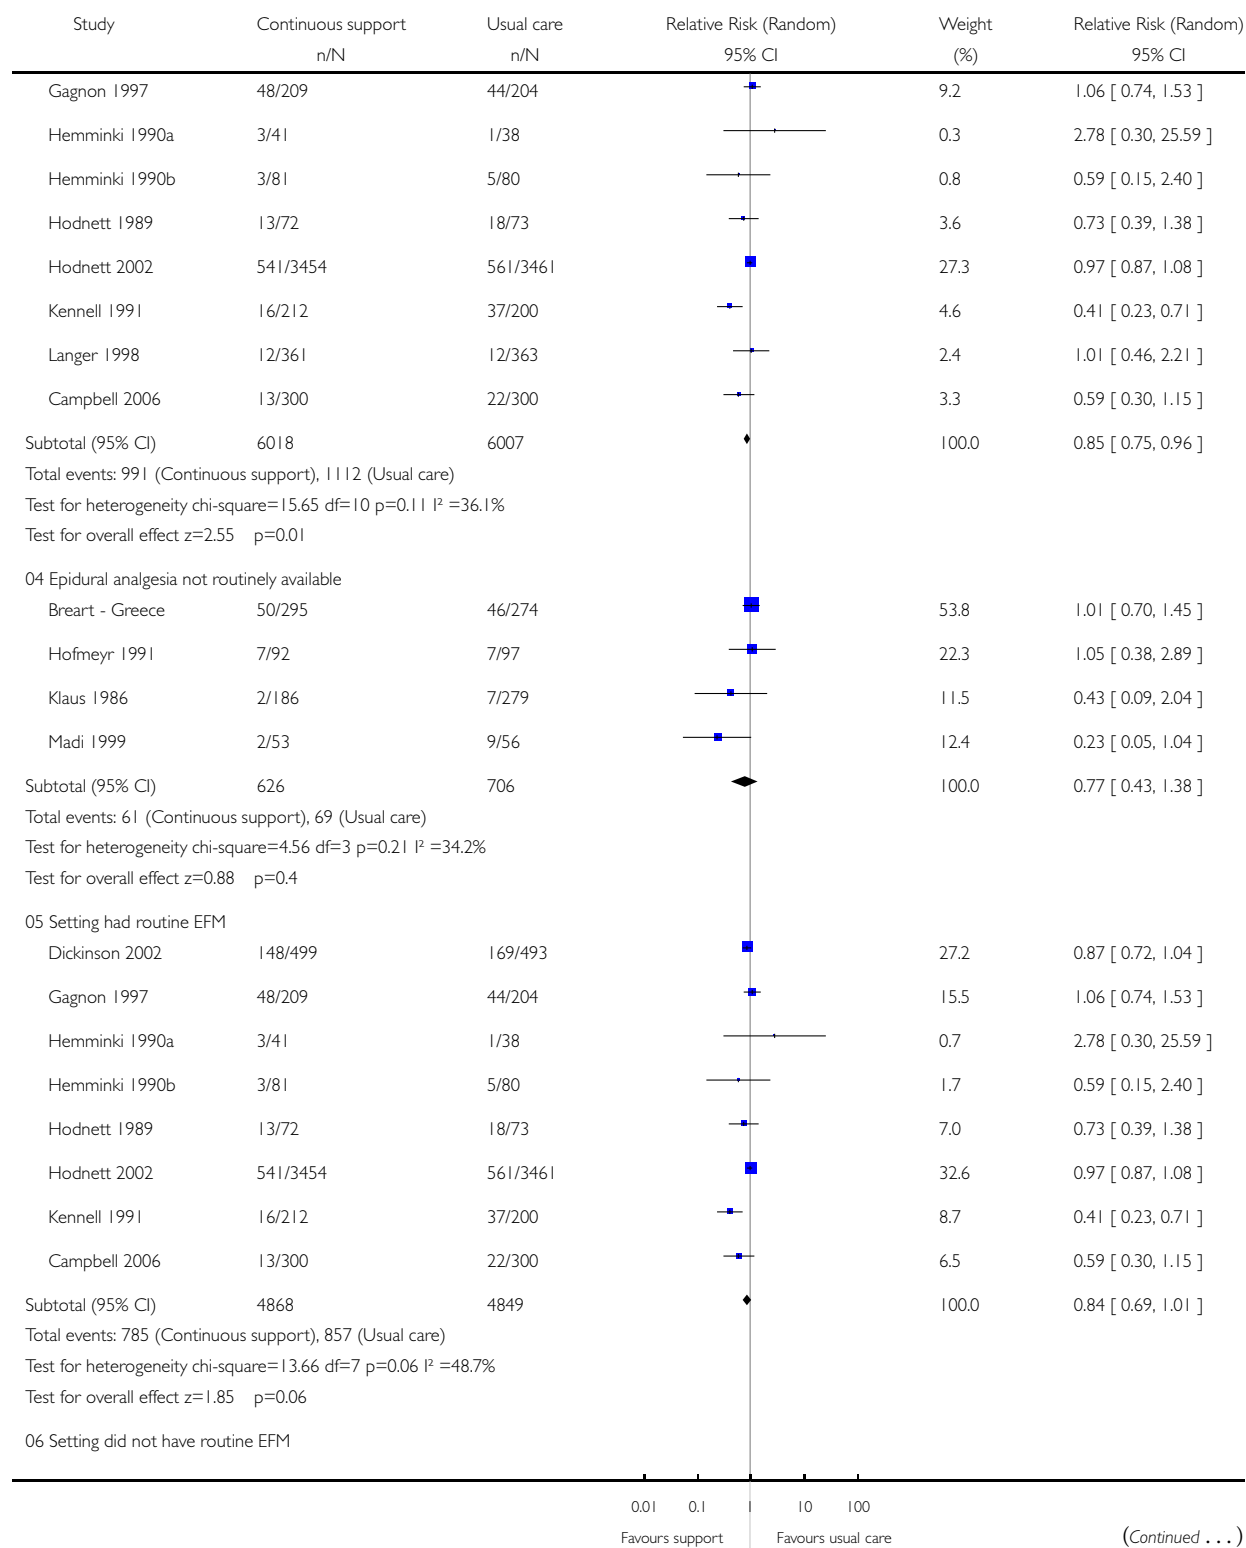 Study Continuous support Usual care Relative Risk (Random) Weight Relative Risk (Random)
n/N n/N 95% CI (%) 95% CI
Gagnon 1997 48/209 44/204 9.2 1.06 [ 0.74, 1.53 ]
Hemminki 1990a 3/41 1/38 0.3 2.78 [ 0.30, 25.59 ]
Hemminki 1990b 3/81 5/80 0.8 0.59 [ 0.15, 2.40 ]
Hodnett 1989 13/72 18/73 3.6 0.73 [ 0.39, 1.38 ]
Hodnett 2002 541/3454 561/3461 27.3 0.97 [ 0.87, 1.08 ]
Kennell 1991 16/212 37/200 4.6 0.41 [ 0.23, 0.71 ]
Langer 1998 12/361 12/363 2.4 1.01 [ 0.46, 2.21 ]
Campbell 2006 13/300 22/300 3.3 0.59 [ 0.30, 1.15 ]
Subtotal (95% CI) 6018 6007 100.0 0.85 [ 0.75, 0.96 ]
Total events: 991 (Continuous support), 1112 (Usual care)
Test for heterogeneity chi-square=15.65 df=10 p=0.11 I² =36.1%
Test for overall effect z=2.55 p=0.01
04 Epidural analgesia not routinely available
Breart - Greece 50/295 46/274 53.8 1.01 [ 0.70, 1.45 ]
Hofmeyr 1991 7/92 7/97 22.3 1.05 [ 0.38, 2.89 ]
Klaus 1986 2/186 7/279 11.5 0.43 [ 0.09, 2.04 ]
Madi 1999 2/53 9/56 12.4 0.23 [ 0.05, 1.04 ]
Subtotal (95% CI) 626 706 100.0 0.77 [ 0.43, 1.38 ]
Total events: 61 (Continuous support), 69 (Usual care)
Test for heterogeneity chi-square=4.56 df=3 p=0.21 I² =34.2%
Test for overall effect z=0.88 p=0.4
05 Setting had routine EFM
Dickinson 2002 148/499 169/493 27.2 0.87 [ 0.72, 1.04 ]
Gagnon 1997 48/209 44/204 15.5 1.06 [ 0.74, 1.53 ]
Hemminki 1990a 3/41 1/38 0.7 2.78 [ 0.30, 25.59 ]
Hemminki 1990b 3/81 5/80 1.7 0.59 [ 0.15, 2.40 ]
Hodnett 1989 13/72 18/73 7.0 0.73 [ 0.39, 1.38 ]
Hodnett 2002 541/3454 561/3461 32.6 0.97 [ 0.87, 1.08 ]
Kennell 1991 16/212 37/200 8.7 0.41 [ 0.23, 0.71 ]
Campbell 2006 13/300 22/300 6.5 0.59 [ 0.30, 1.15 ]
Subtotal (95% CI) 4868 4849 100.0 0.84 [ 0.69, 1.01 ]
Total events: 785 (Continuous support), 857 (Usual care)
Test for heterogeneity chi-square=13.66 df=7 p=0.06 I² =48.7%
Test for overall effect z=1.85 p=0.06
06 Setting did not have routine EFM
0.01 0.1 1 10 100
Favours support Favours usual care (Continued . . . )